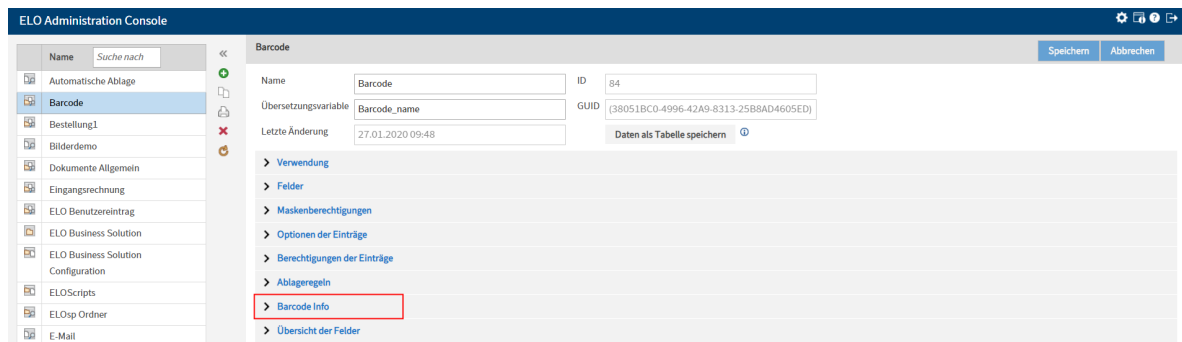 ELO Administration Console
Name Suche nach
Automatische Ablage
Barcode
Bestellung1
Bilderdemo
Dokumente Allgemein
Eingangsrechnung
ELO Benutzereintrag
ELO Business Solution
ELO Business Solution
Configuration
ELOScripts
ELOsp Ordner
E-Mail
Barcode
Speichern Abbrechen
Name Barcode ID 84
Übersetzungsvariable Barcode_name GUID (38051BC0-4996-42A9-8313-25B8AD4605ED)
Letzte Änderung 27.01.2020 09:48 Daten als Tabelle speichern
Verwendung
Felder
Maskenberechtigungen
Optionen der Einträge
Berechtigungen der Einträge
Ablageregeln
Barcode Info
Übersicht der Felder